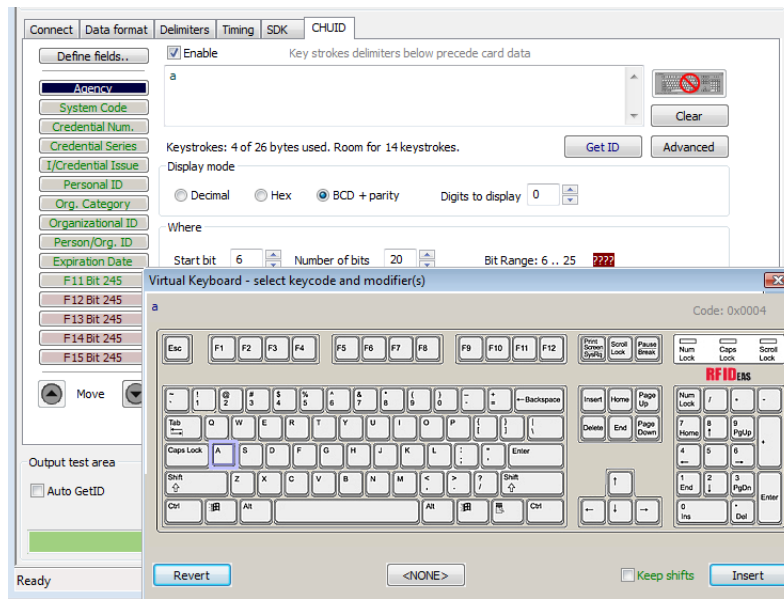 Connect Data format Delimiters Timing SDK CHUID
Define fields.. Enable Key strokes delimiters below precede card data
Agency a
System Code
Credential Num. Clear
Credential Series Keystrokes: 4 of 26 bytes used. Room for 14 keystrokes. Get ID Advanced
I/Credential Issue Display mode
Personal ID
Org. Category Decimal Hex BCD + parity Digits to display 0
Organizational ID
Person/Org. ID Where
Expiration Date Start bit 6 Number of bits 20 Bit Range: 6 .. 25 ????
F11 Bit 245
F12 Bit 245
F13 Bit 245
F14 Bit 245
F15 Bit 245
Move
Output test area
Auto GetID
Ready
Virtual Keyboard - select keycode and modifier(s)
a Code: 0x0004
Esc F1 F2 F3 F4 F5 F6 F7 F8 F9 F10 F11 F12 Print Screen SysRq Scroll Lock Pause Break Num Lock Caps Lock Scroll Lock
RFIDEAS
~ ` ! 1 @ 2 # 3 $ 4 % 5 ^ 6 & 7 * 8 ( 9 ) 0 - + = Backspace Insert Home Page Up Num Lock / * -
Tab Q W E R T Y U I O P { [ } ] | \ Delete End Page Down 7 Home 8 9 PgUp +
Caps Lock A S D F G H J K L : ; " Enter 4 5 6
Shift Z X C V B N M < , > . ? / Shift 1 End 2 3 PgDn Enter
Ctrl Alt Alt Ctrl 0 Ins . Del
Revert <NONE> Keep shifts Insert